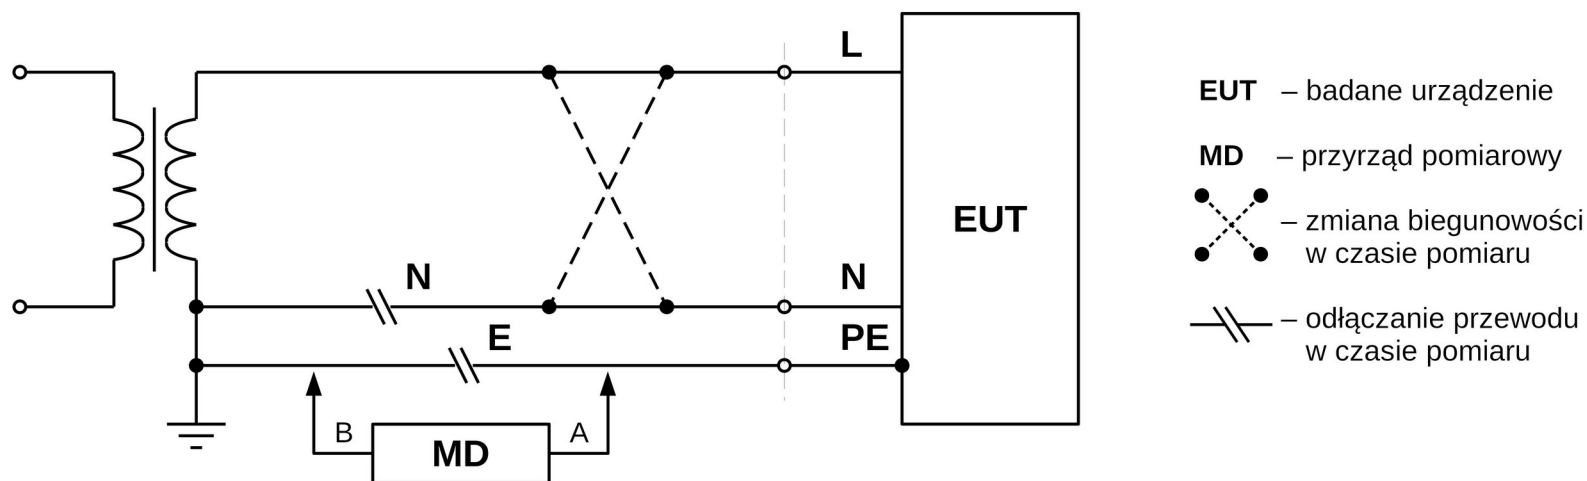 L
N
N
E
PE
B
A
MD
EUT
EUT – badane urządzenie
MD – przyrząd pomiarowy
– zmiana biegunowości
w czasie pomiaru
– odłączanie przewodu
w czasie pomiaru